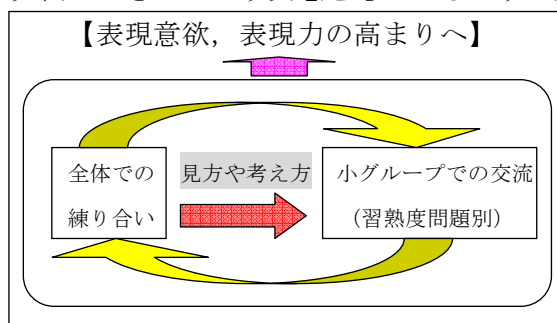 【表現意欲，表現力の高まりへ】
全体での
練り合い
見方や考え方
小グループでの交流
（習熟度問題別）